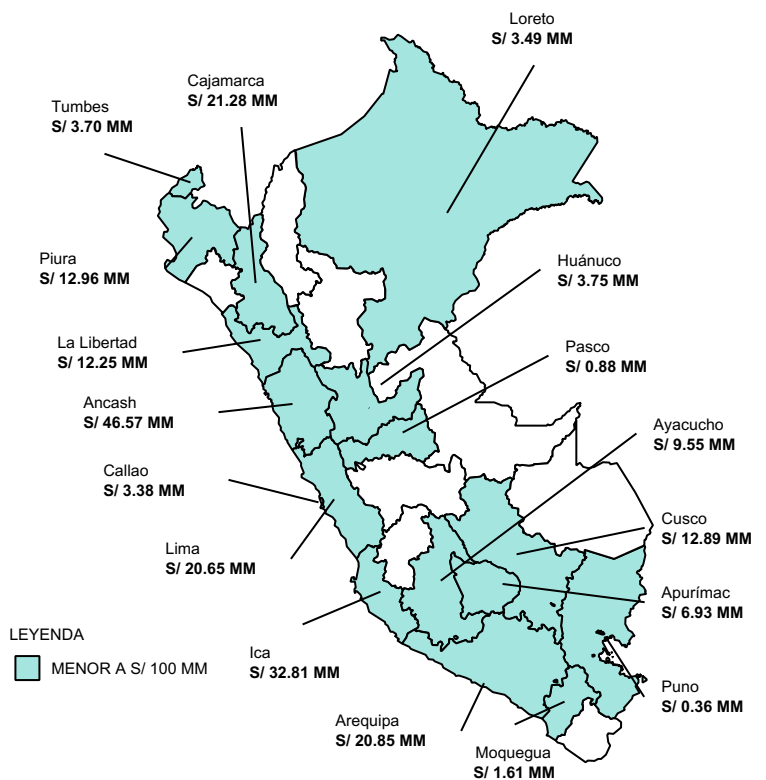 Loreto
S/ 3.49 MM
Cajamarca
S/ 21.28 MM
Tumbes
S/ 3.70 MM
Piura
S/ 12.96 MM
Huánuco
S/ 3.75 MM
La Libertad
S/ 12.25 MM
Pasco
S/ 0.88 MM
Ancash
S/ 46.57 MM
Ayacucho
S/ 9.55 MM
Callao
S/ 3.38 MM
Cusco
S/ 12.89 MM
Lima
S/ 20.65 MM
Apurímac
S/ 6.93 MM
LEYENDA
MENOR A S/ 100 MM
Ica
S/ 32.81 MM
Puno
S/ 0.36 MM
Arequipa
S/ 20.85 MM
Moquegua
S/ 1.61 MM